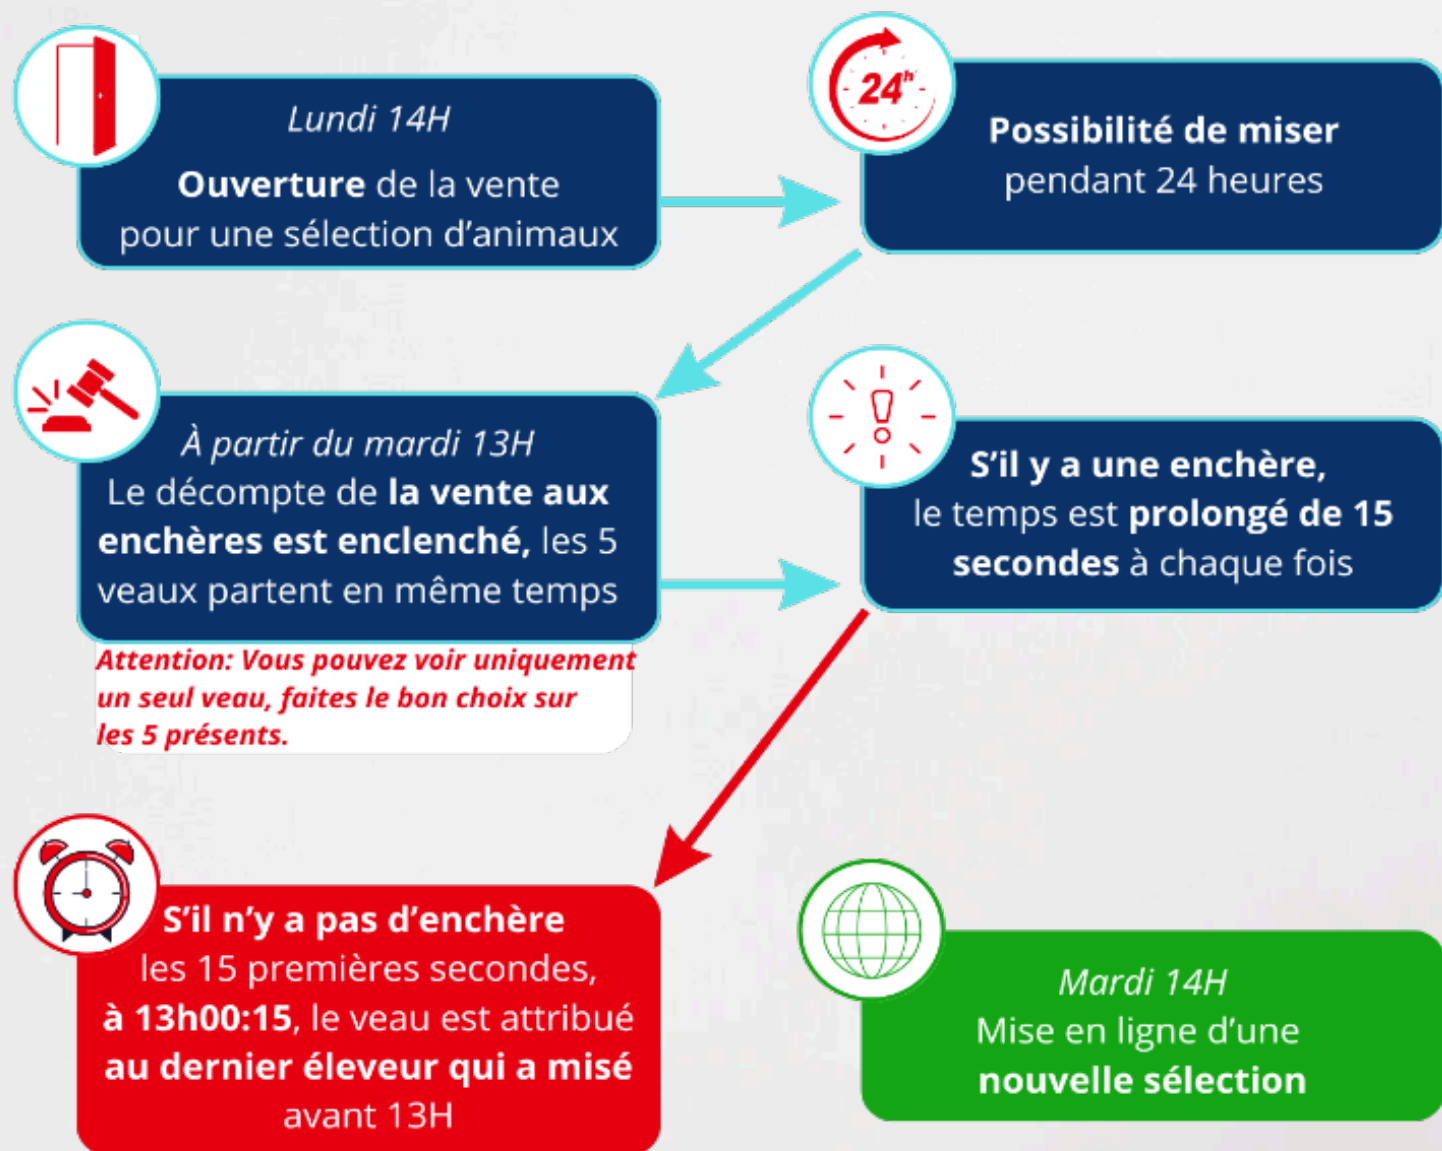 Lundi 14H
Ouverture de la vente
pour une sélection d'animaux
24h
Possibilité de miser
pendant 24 heures
À partir du mardi 13H
Le décompte de la vente aux
enchères est enclenché, les 5
veaux partent en même temps
Attention: Vous pouvez voir uniquement
un seul veau, faites le bon choix sur
les 5 présents.
S'il y a une enchère,
le temps est prolongé de 15
secondes à chaque fois
S'il n'y a pas d'enchère
les 15 premières secondes,
à 13h00:15, le veau est attribué
au dernier éleveur qui a misé
avant 13H
Mardi 14H
Mise en ligne d'une
nouvelle sélection